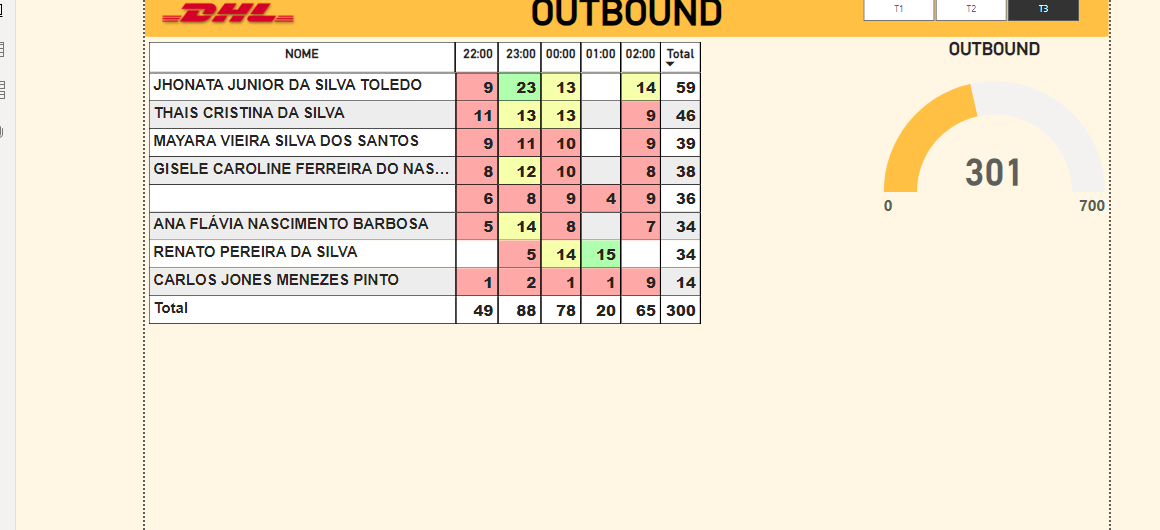 DHL
OUTBOUND
T1 T2 T3
NOME 22:00 23:00 00:00 01:00 02:00 Total
JHONATA JUNIOR DA SILVA TOLEDO 9 23 13 14 59
THAIS CRISTINA DA SILVA 11 13 13 9 46
MAYARA VIEIRA SILVA DOS SANTOS 9 11 10 9 39
GISELE CAROLINE FERREIRA DO NAS... 8 12 10 8 38
6 8 9 4 9 36
ANA FLÁVIA NASCIMENTO BARBOSA 5 14 8 7 34
RENATO PEREIRA DA SILVA 5 14 15 34
CARLOS JONES MENEZES PINTO 1 2 1 1 9 14
Total 49 88 78 20 65 300
OUTBOUND
301
0 700